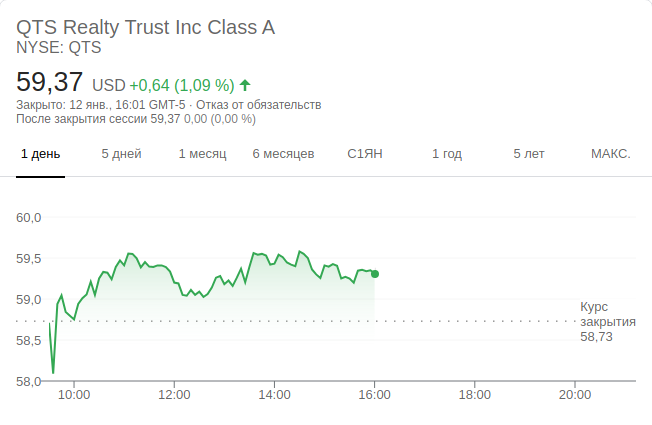 QTS Realty Trust Inc Class A
NYSE: QTS
59,37 USD +0,64 (1,09 %)
Закрыто: 12 янв., 16:01 GMT-5 · Отказ от обязательств
После закрытия сессии 59,37 0,00 (0,00 %)
1 день 5 дней 1 месяц 6 месяцев С1ЯН 1 год 5 лет МАКС.
60,0
59,5
59,0
Курс
закрытия
58,73
58,5
58,0
10:00 12:00 14:00 16:00 18:00 20:00